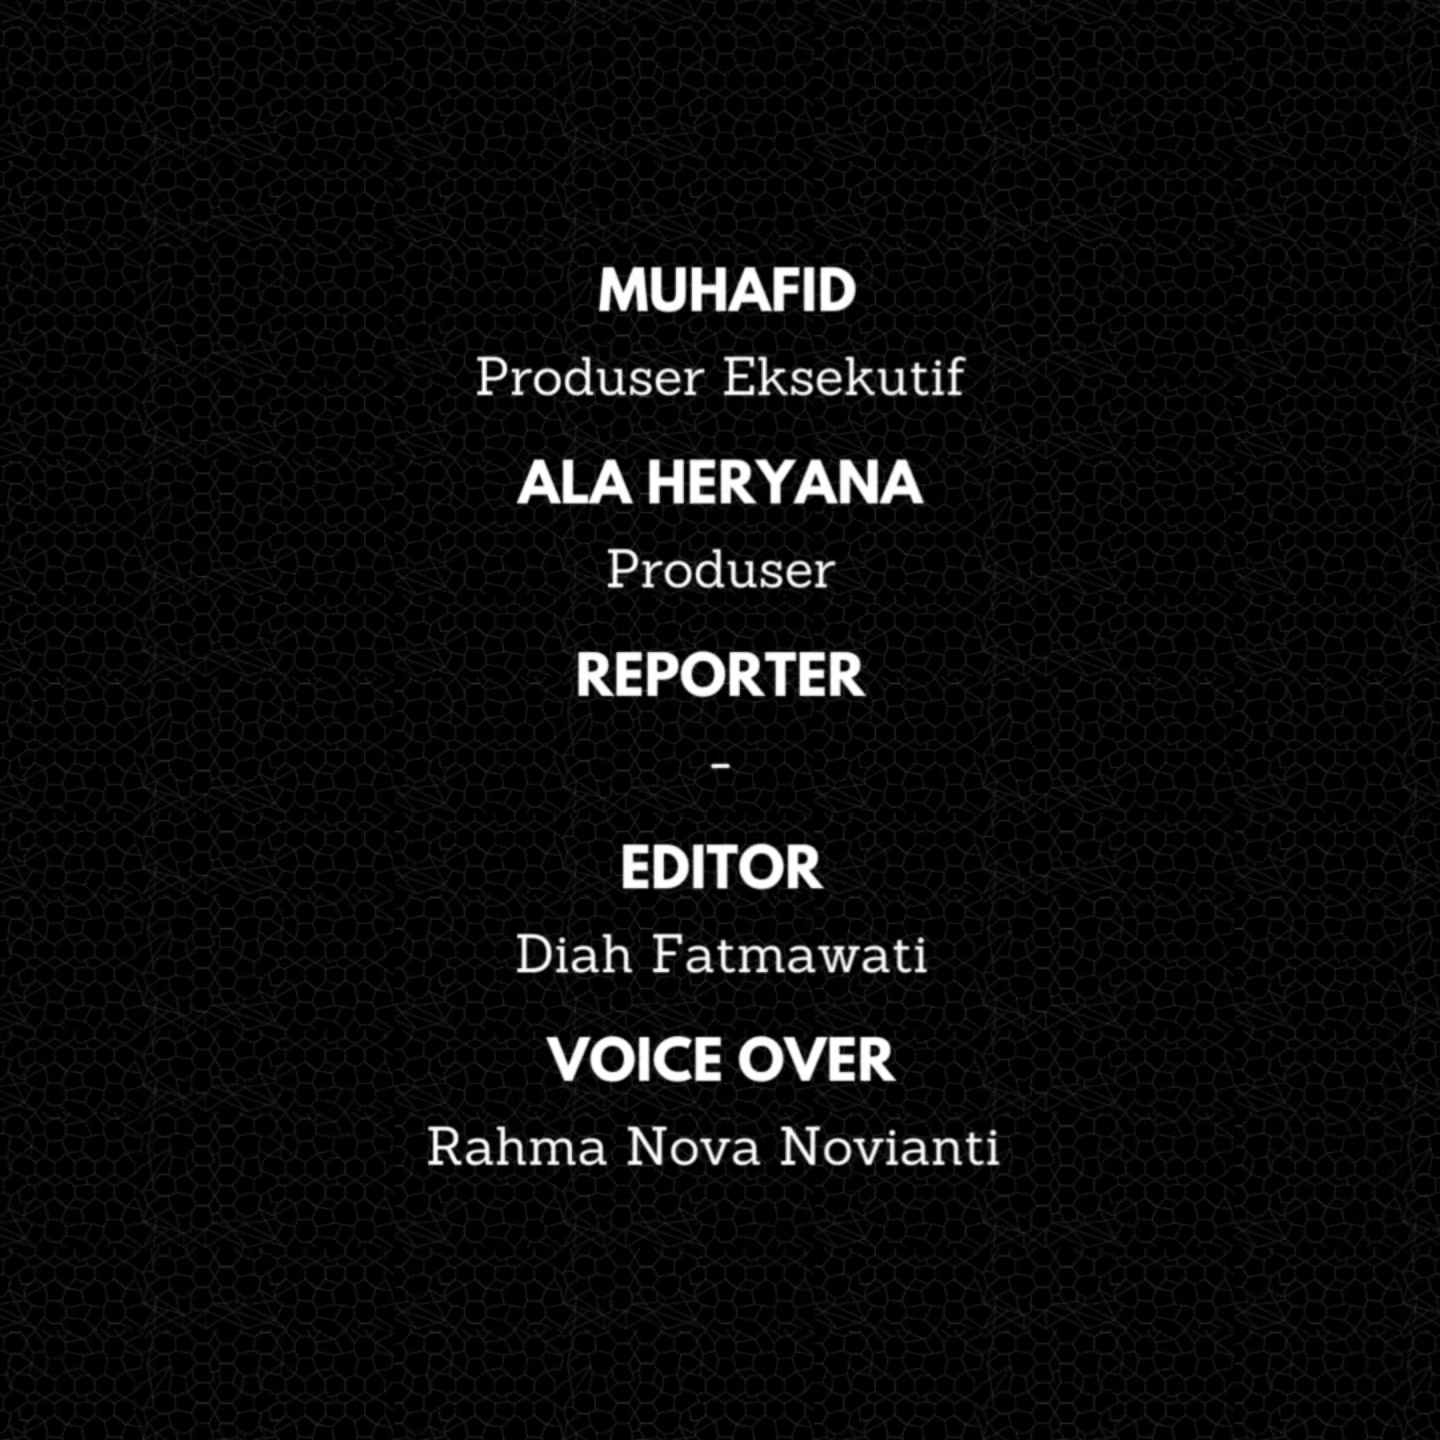 MUHAFID
Produser Eksekutif
ALA HERYANA
Produser
REPORTER
-
EDITOR
Diah Fatmawati
VOICE OVER
Rahma Nova Novianti